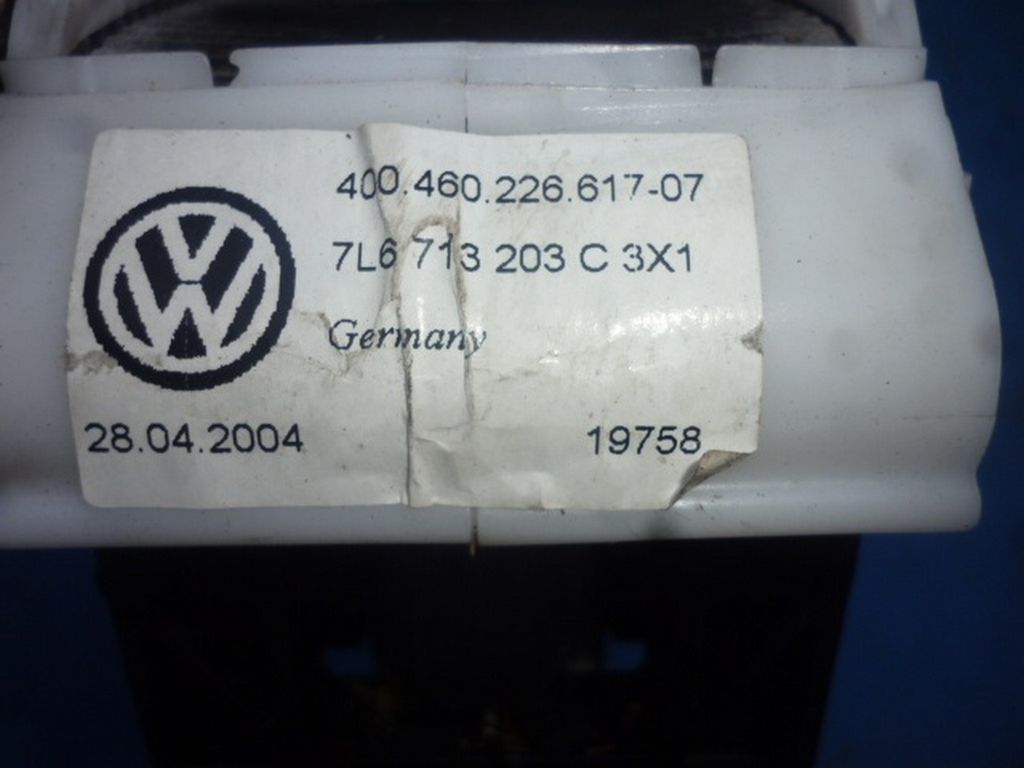 400.460.226.617-07
7L6 713 203 C 3X1
Germany
28.04.2004 19758